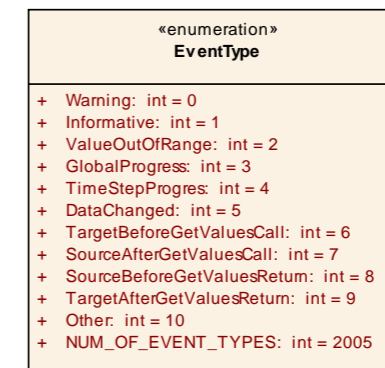 «enumeration»
EventType
+ Warning: int = 0
+ Informative: int = 1
+ ValueOutOfRange: int = 2
+ GlobalProgress: int = 3
+ TimeStepProgres: int = 4
+ DataChanged: int = 5
+ TargetBeforeGetValuesCall: int = 6
+ SourceAfterGetValuesCall: int = 7
+ SourceBeforeGetValuesReturn: int = 8
+ TargetAfterGetValuesReturn: int = 9
+ Other: int = 10
+ NUM_OF_EVENT_TYPES: int = 2005